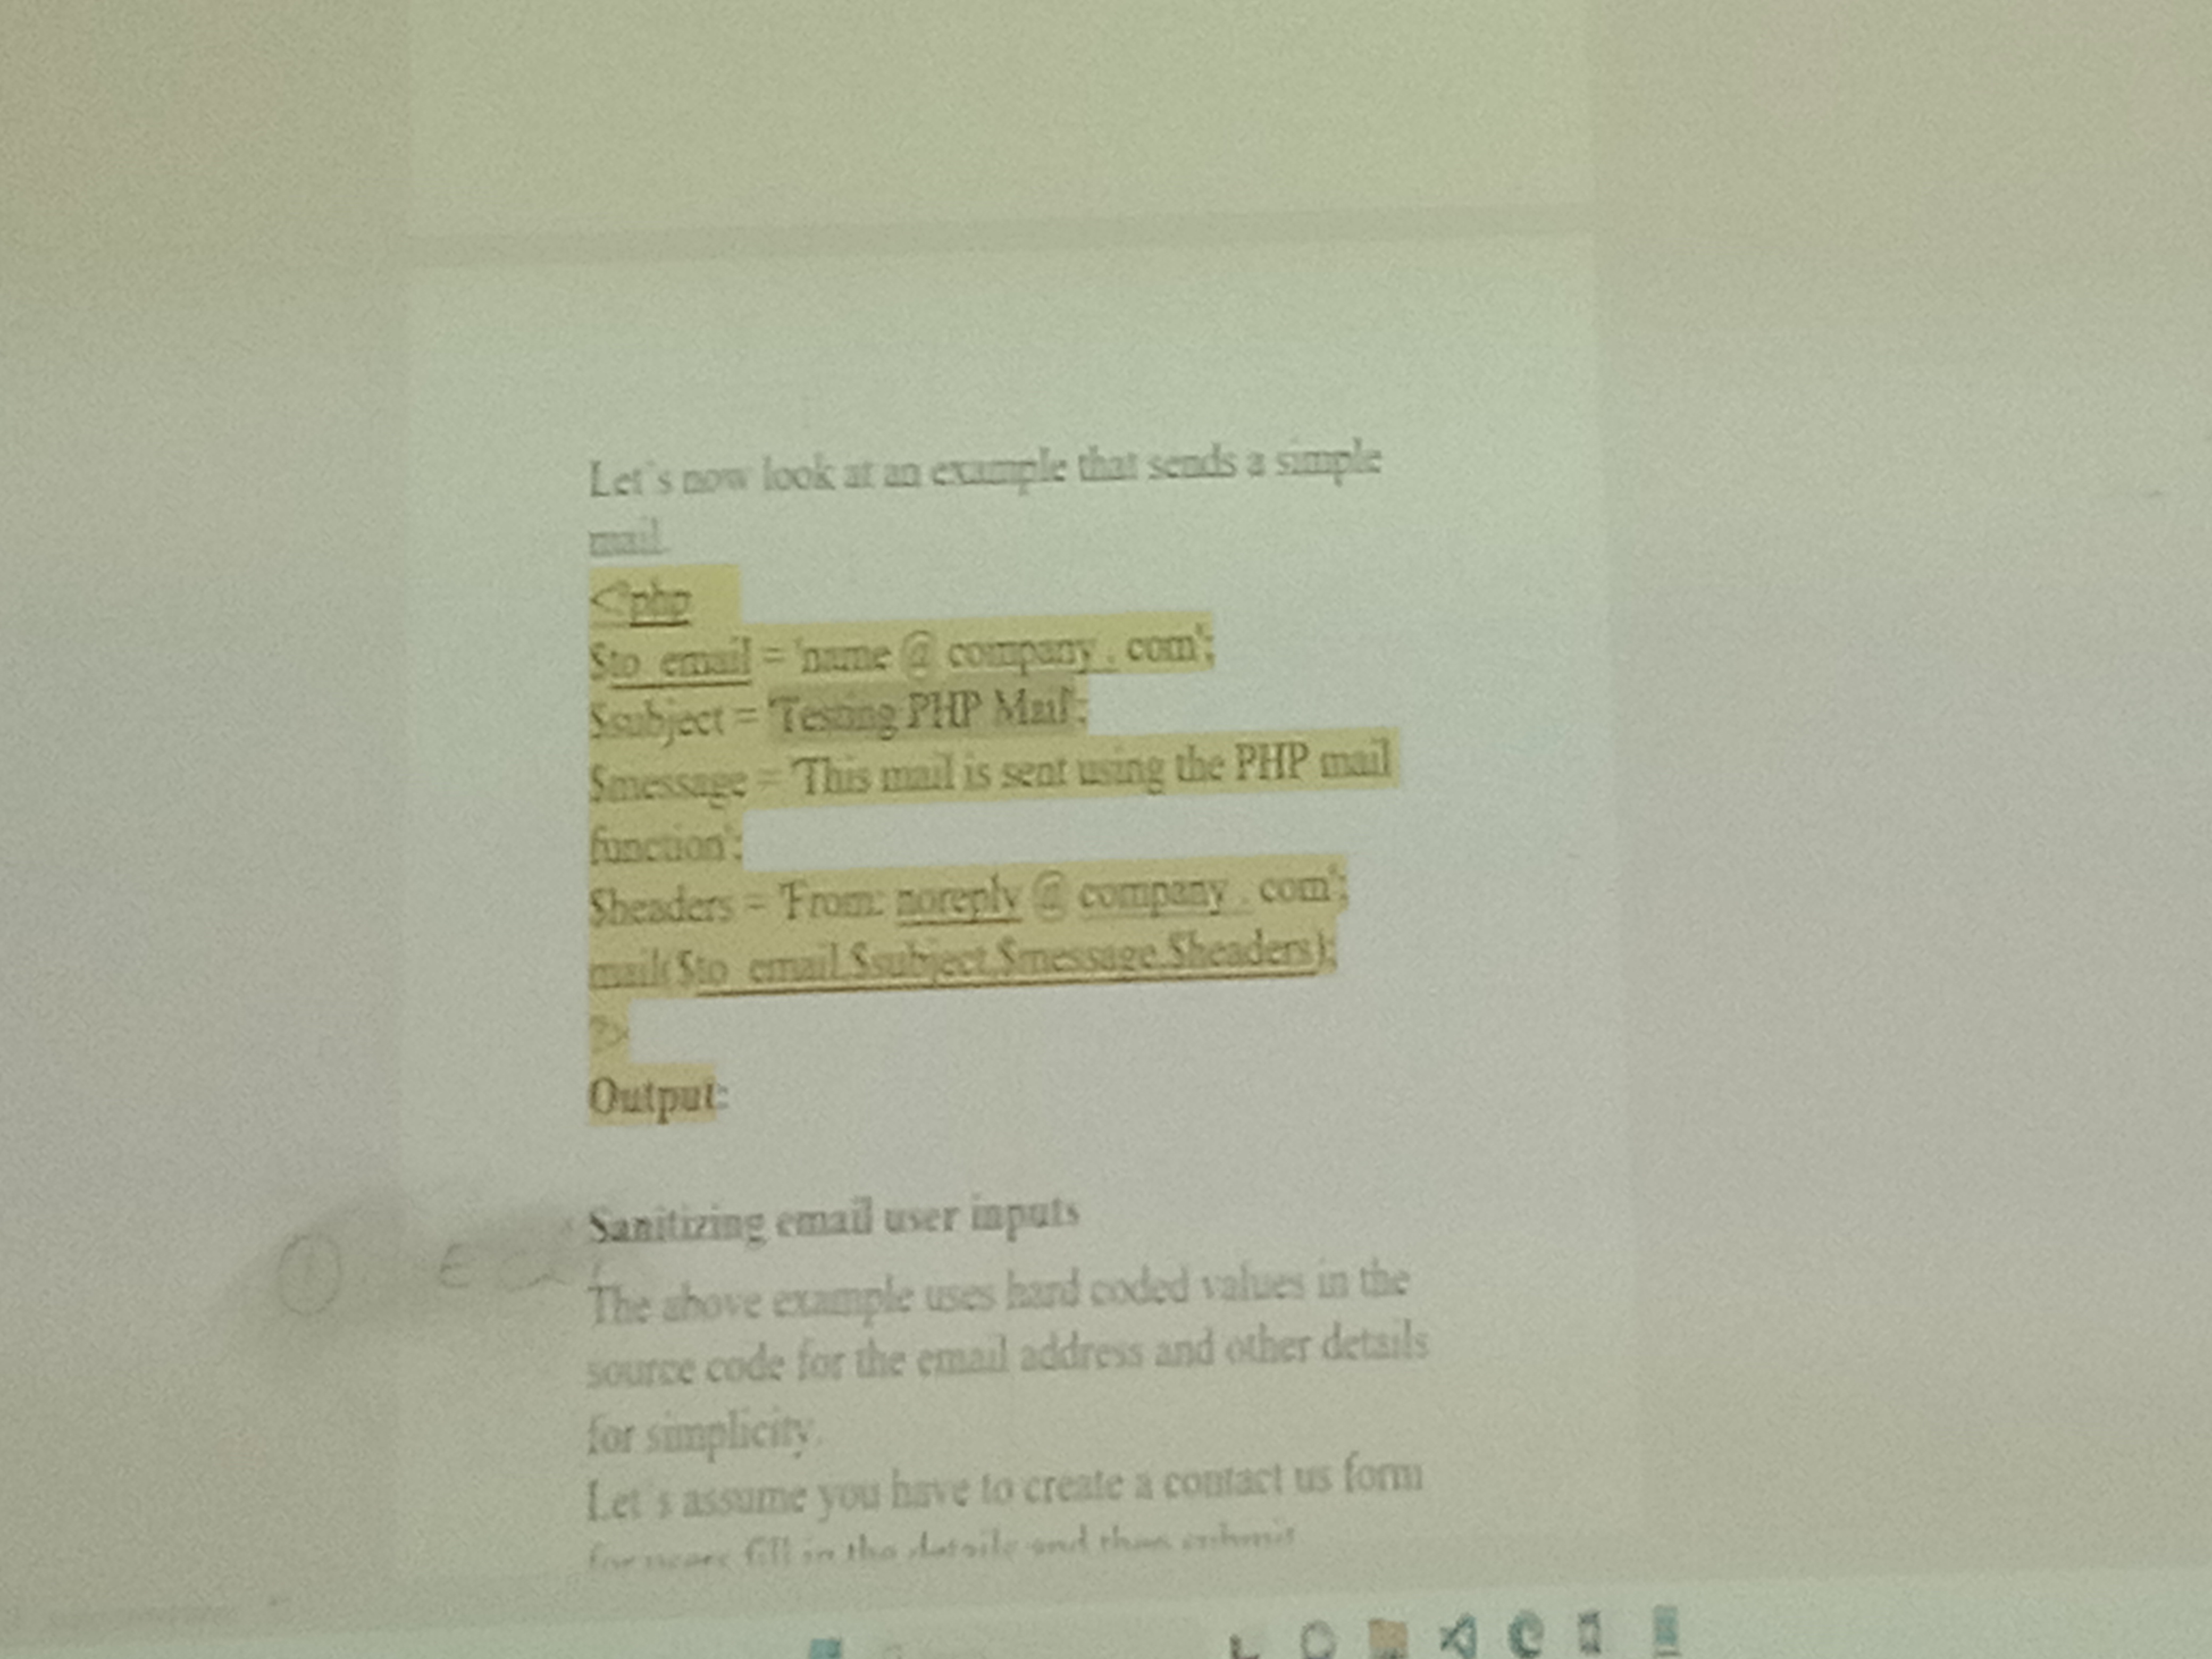 Let's now look at an example that sends a simple
mail.
<?php
$to_email = 'name @ company . com';
$subject = 'Testing PHP Mail';
$message = 'This mail is sent using the PHP mail
function';
$headers = 'From: noreply @ company . com';
mail($to_email,$subject,$message,$headers);
?>
Output:
Sanitizing email user inputs
The above example uses hard coded values in the
source code for the email address and other details
for simplicity.
Let's assume you have to create a contact us form
for users fill in the details and then submit.